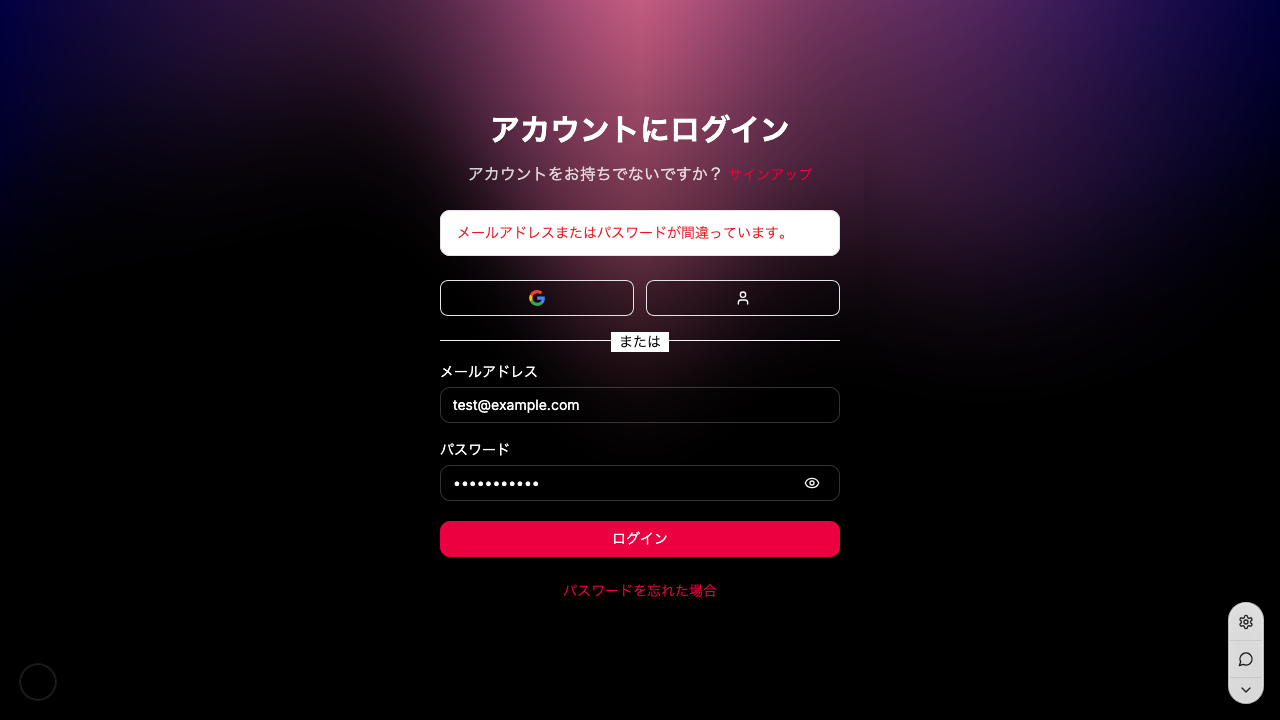 アカウントにログイン
アカウントをお持ちでないですか？ サインアップ
メールアドレスまたはパスワードが間違っています。
または
メールアドレス
test@example.com
パスワード
•••••••••••
ログイン
パスワードを忘れた場合